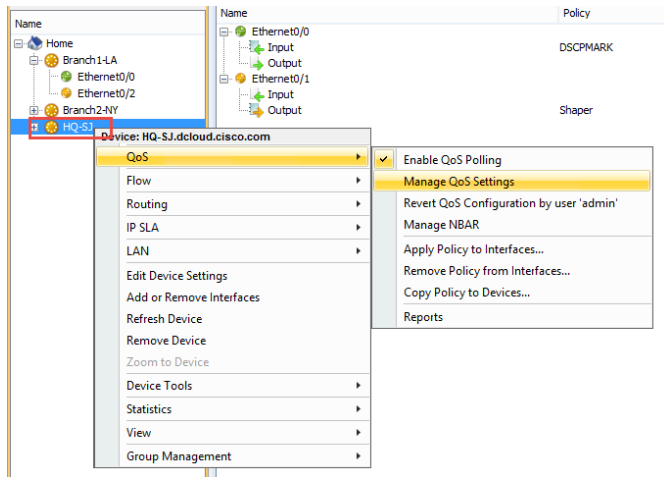 Name
Home
Branch1-LA
Ethernet0/0
Ethernet0/2
Branch2-NY
HQ-SJ
Name Policy
Ethernet0/0
Input DSCPMARK
Output
Ethernet0/1
Input
Output Shaper
Device: HQ-SJ.dcloud.cisco.com
QoS
Flow
Routing
IP SLA
LAN
Edit Device Settings
Add or Remove Interfaces
Refresh Device
Remove Device
Zoom to Device
Device Tools
Statistics
View
Group Management
Enable QoS Polling
Manage QoS Settings
Revert QoS Configuration by user 'admin'
Manage NBAR
Apply Policy to Interfaces...
Remove Policy from Interfaces...
Copy Policy to Devices...
Reports